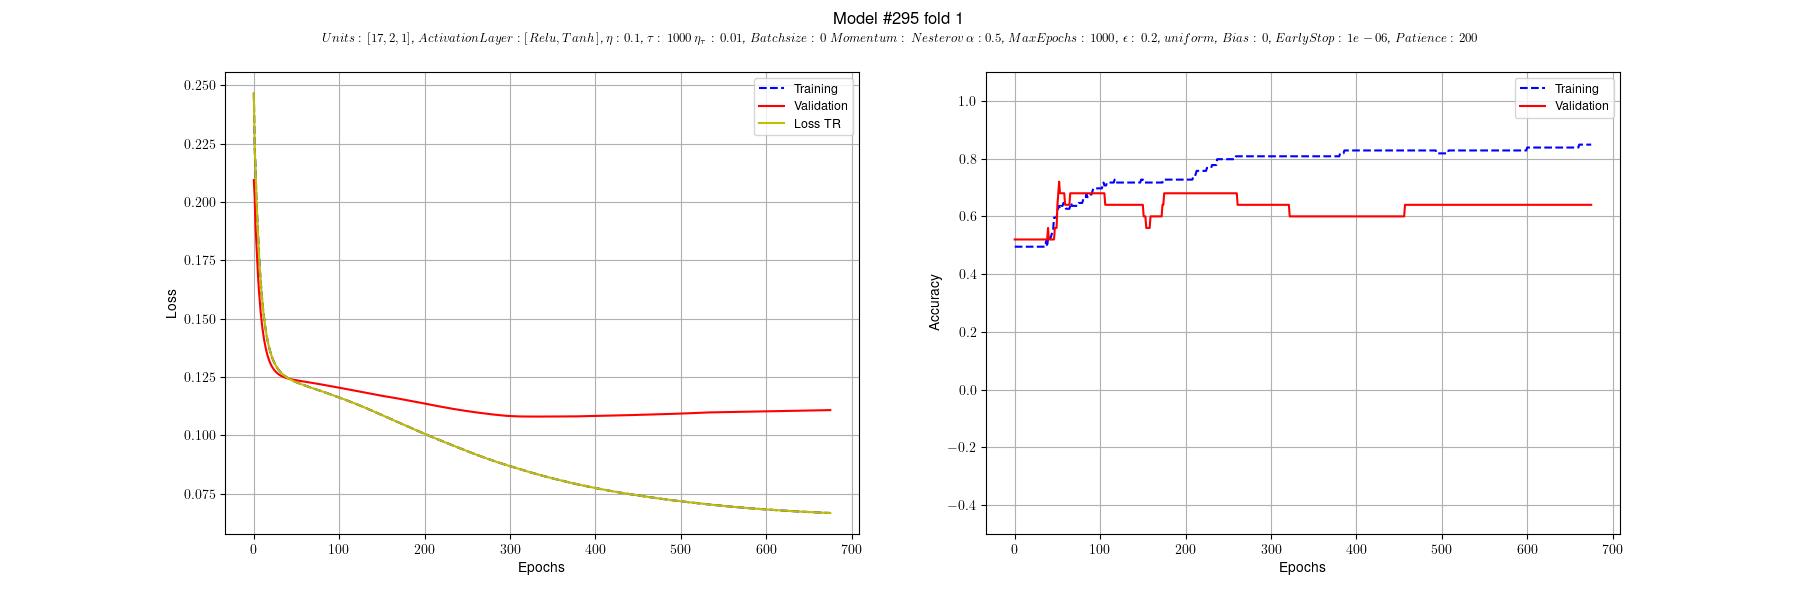 Model #295 fold 1
Units : [17, 2, 1], ActivationLayer : [Relu, Tanh], η : 0.1, τ : 1000 η_τ : 0.01, Batchsize : 0 Momentum : Nesterov α : 0.5, MaxEpochs : 1000, ϵ : 0.2, uniform, Bias : 0, EarlyStop : 1e − 06, Patience : 200
0.250
0.225
0.200
0.175
0.150
0.125
0.100
0.075
Loss
0 100 200 300 400 500 600 700
Epochs
Training
Validation
Loss TR
1.0
0.8
0.6
0.4
0.2
0.0
−0.2
−0.4
Accuracy
0 100 200 300 400 500 600 700
Epochs
Training
Validation